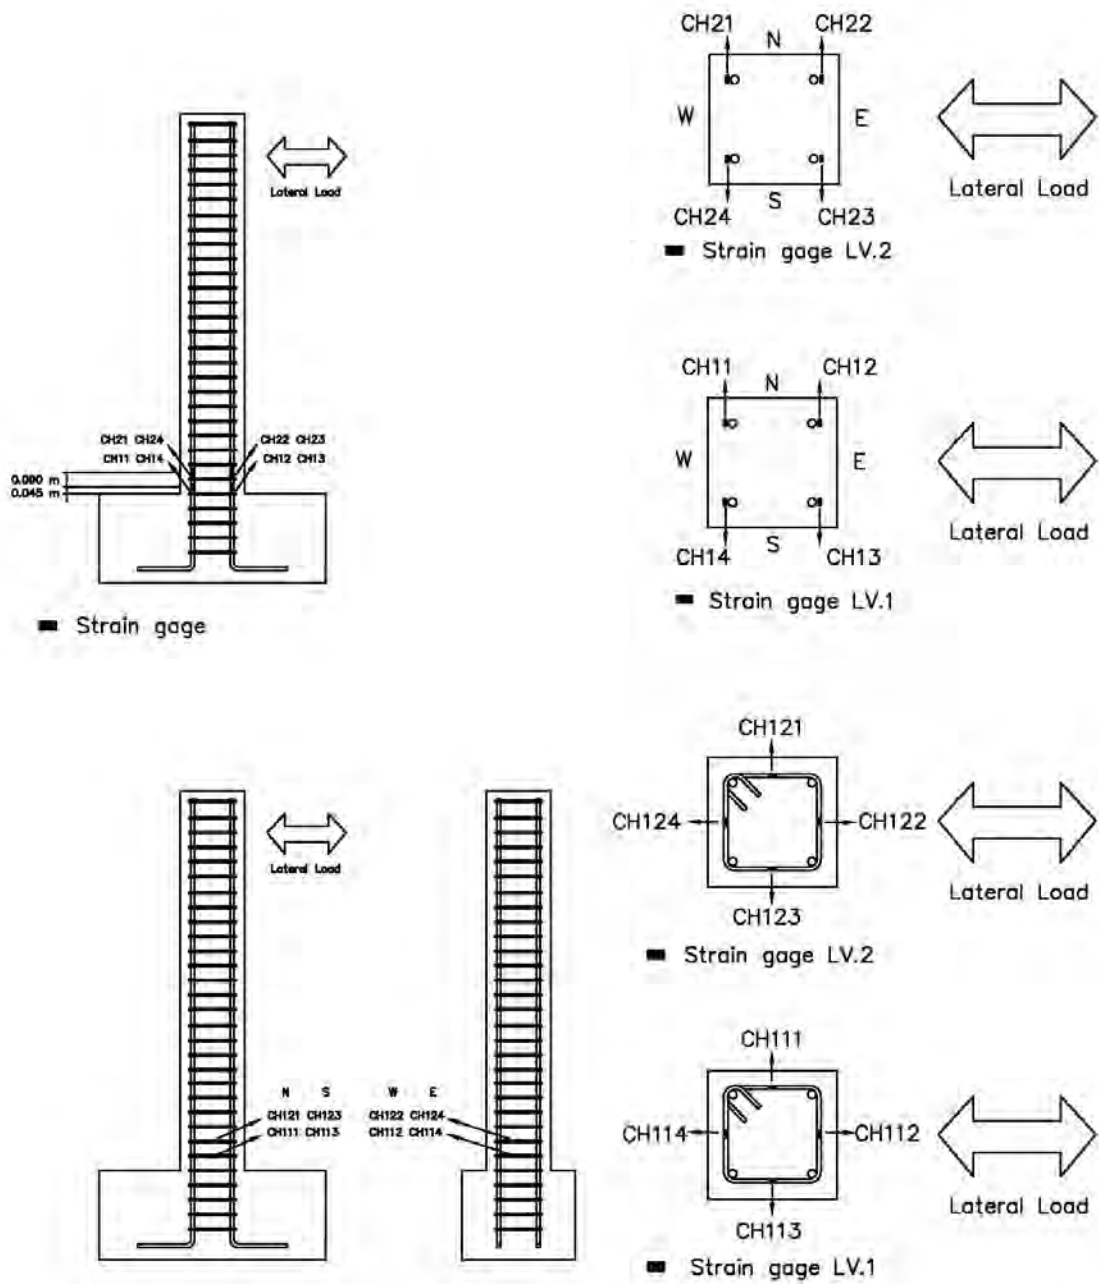 CH21 CH22
N
W E
S
CH24 CH23
Lateral Load
Strain gage LV.2
Lateral Load
CH21 CH24 CH22 CH23
CH11 CH14 CH12 CH13
0.090 m
0.045 m
Strain gage
CH11 CH12
N
W E
S
CH14 CH13
Lateral Load
Strain gage LV.1
CH121
CH124 CH122
CH123
Lateral Load
Strain gage LV.2
Lateral Load
N S W E
CH121 CH123 CH122 CH124
CH111 CH113 CH112 CH114
CH111
CH114 CH112
CH113
Lateral Load
Strain gage LV.1